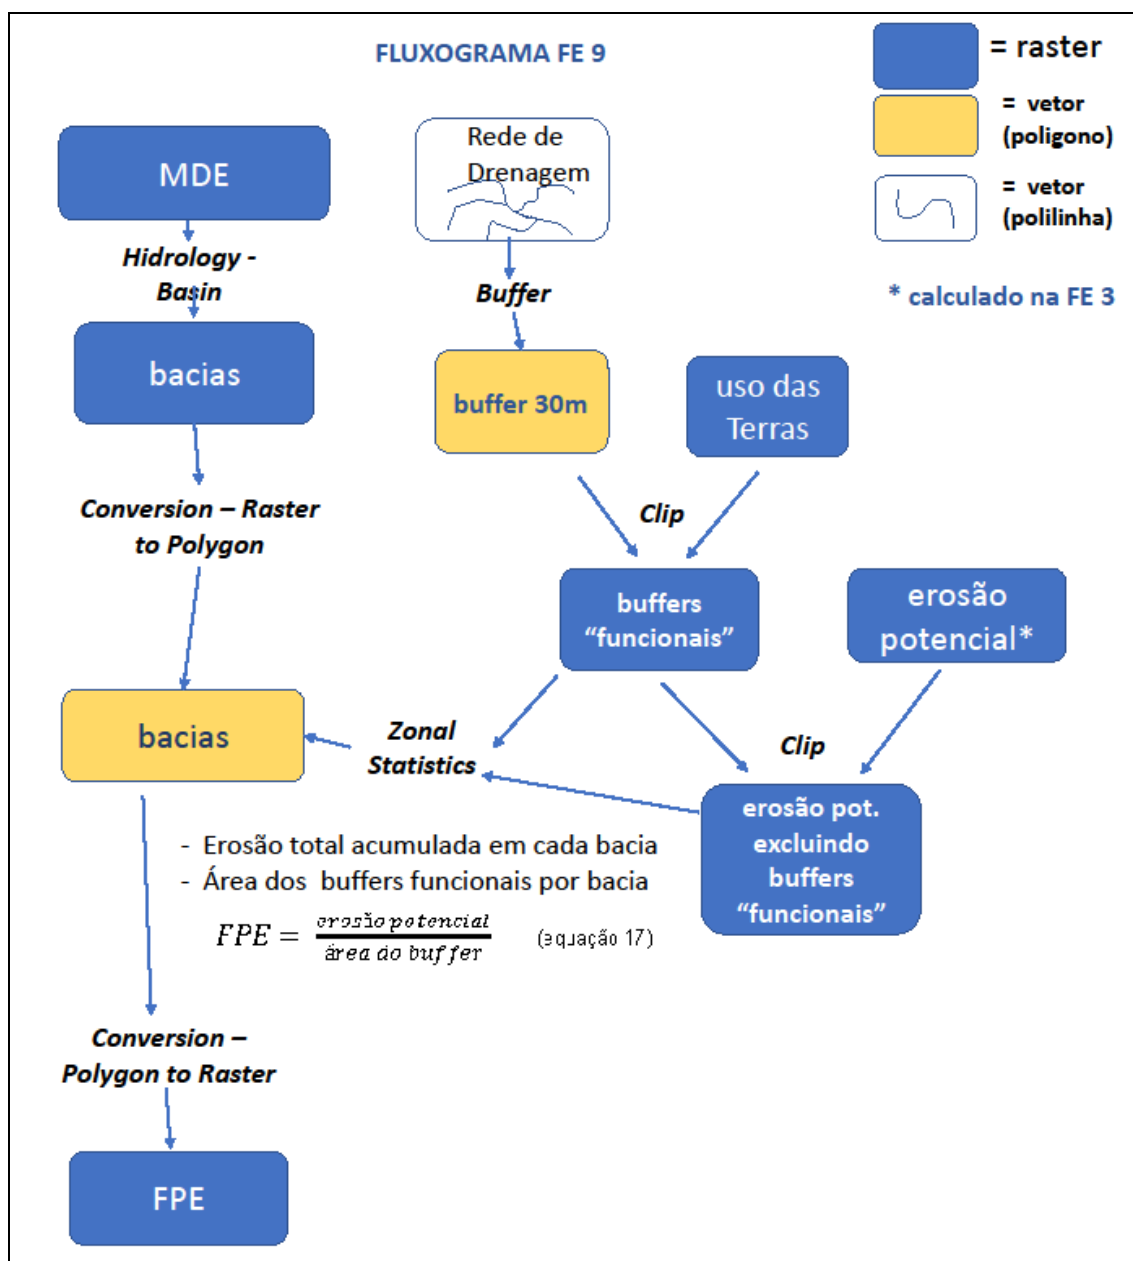 FLUXOGRAMA FE 9
= raster
= vetor
(poligono)
= vetor
(polilinha)
* calculado na FE 3
MDE
Rede de
Drenagem
Hidrology -
Basin
Buffer
bacias
buffer 30m
uso das
Terras
Conversion – Raster
to Polygon
Clip
buffers
“funcionais”
erosão
potencial*
bacias
Zonal
Statistics
Clip
erosão pot.
excluindo
buffers
“funcionais”
- Erosão total acumulada em cada bacia
- Área dos buffers funcionais por bacia
FPE = erosão potencial
área do buffer
(equação 17)
Conversion –
Polygon to Raster
FPE